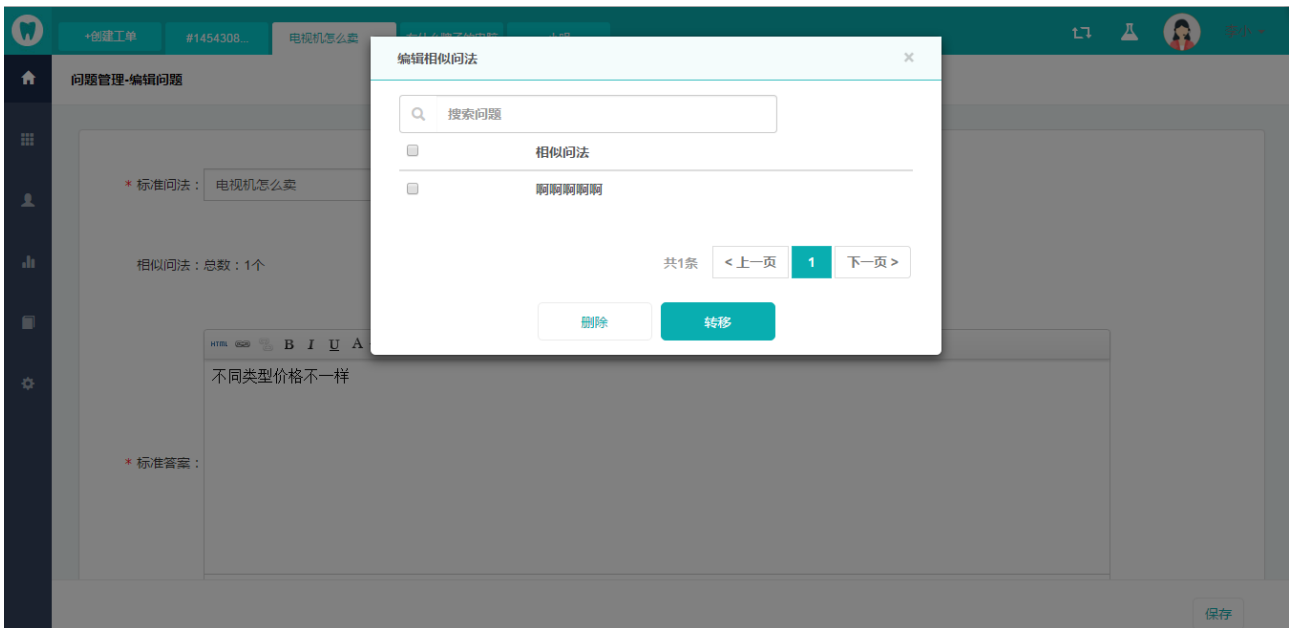 +创建工单
#1454308...
电视机怎么卖
问题管理-编辑问题
编辑相似问法
×
搜索问题
相似问法
啊啊啊啊啊
共1条
<上一页
1
下一页>
删除
转移
* 标准问法：
电视机怎么卖
相似问法：总数：1个
HTML
B I U A
不同类型价格不一样
* 标准答案：
保存